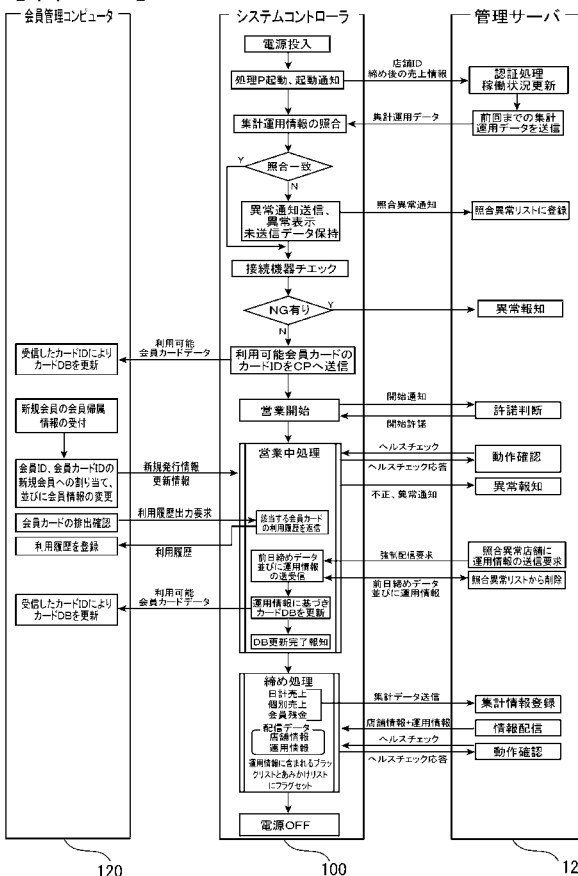 会員管理コンピュータ
システムコントローラ
管理サーバ
電源投入
店舗ID
締め後の売上情報
処理P起動、起動通知
認証処理
稼働状況更新
集計運用情報の照合
集計運用データ
前回までの集計
運用データを送信
Y
照合一致
N
異常通知送信、
異常表示
未送信データ保持
照合異常通知
照合異常リストに登録
接続機器チェック
NG有り
Y
異常報知
N
受信したカードIDにより
カードDBを更新
利用可能
会員カードデータ
利用可能会員カードの
カードIDをCPへ送信
新規会員の会員帰属
情報の受付
営業開始
開始通知
開始許諾
許諾判断
営業中処理
ヘルスチェック
ヘルスチェック応答
動作確認
会員ID、会員カードIDの
新規会員への割り当て、
並びに会員情報の変更
新規発行情報
更新情報
不正、異常通知
異常報知
会員カードの排出確認
利用履歴出力要求
該当する会員カード
の利用履歴を返信
利用履歴を登録
利用履歴
前日締めデータ
並びに運用情報
の送受信
強制配信要求
照合異常店舗に
運用情報の送信要求
前日締めデータ
並びに運用情報
照合異常リストから削除
受信したカードIDにより
カードDBを更新
利用可能
会員カードデータ
運用情報に基づき
カードDBを更新
DB更新完了報知
締め処理
日計売上
個別売上
会員残金
集計データ送信
集計情報登録
配信データ
店舗情報
運用情報
店舗情報+運用情報
情報配信
ヘルスチェック
ヘルスチェック応答
動作確認
運用情報に含まれるブラッ
クリストとあみかけリスト
にフラグセット
電源OFF
120
100
12